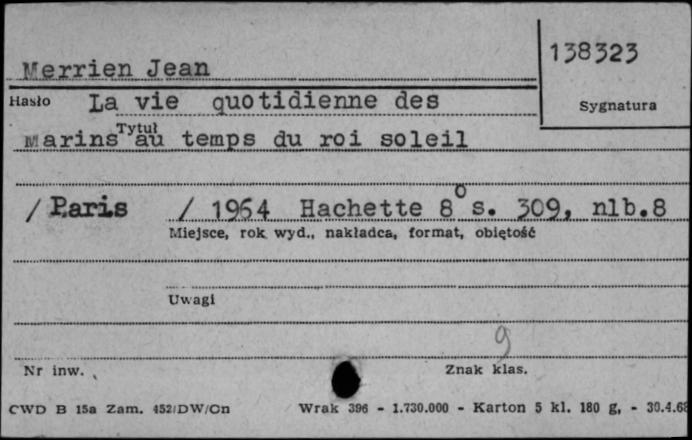 138323
Merrien Jean
Hasło La vie quotidienne des
Sygnatura
Tytuł
Marins au temps du roi soleil
/ Paris / 1964 Hachette 8° s. 309, nlb.8
Miejsce, rok wyd., nakładca, format, objętość
Uwagi
9
Nr inw. Znak klas.
CWD B 15a Zam. 452/DW/Cn Wrak 396 - 1.730.000 - Karton 5 kl. 180 g, - 30.4.68